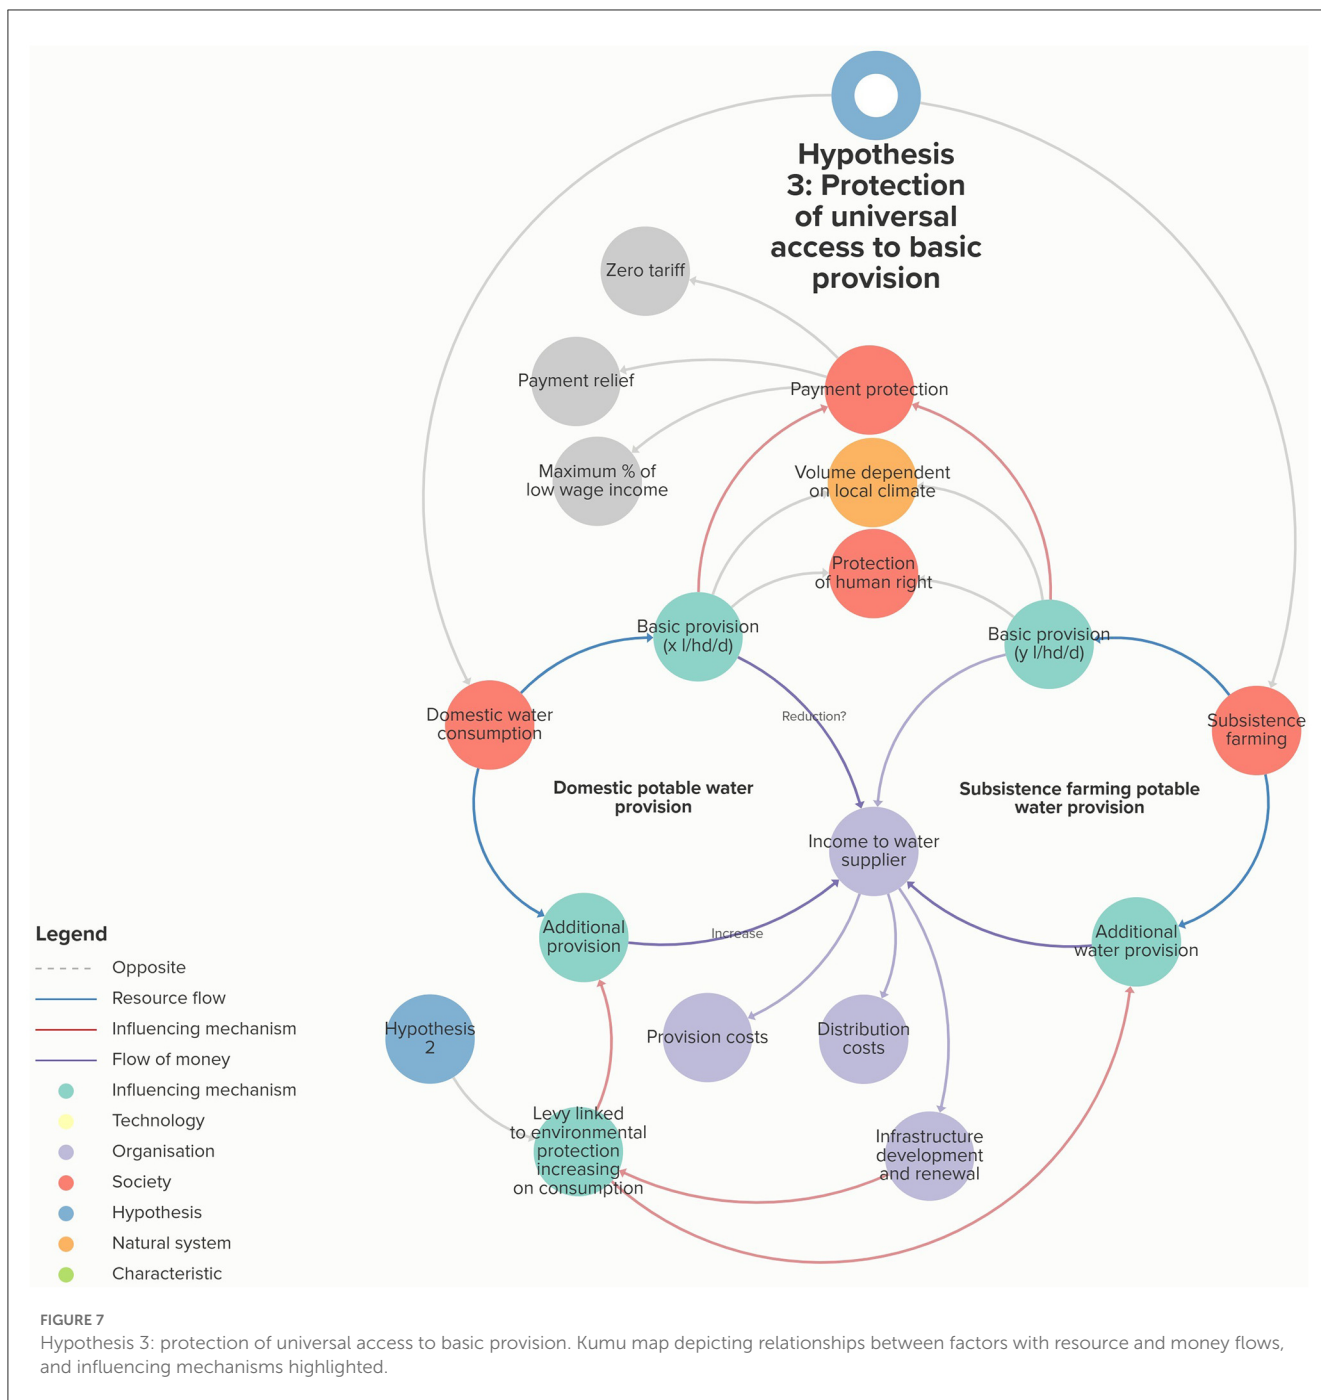 Hypothesis
3: Protection
of universal
access to basic
provision
Zero tariff
Payment relief
Payment protection
Maximum % of
low wage income
Volume dependent
on local climate
Protection
of human right
Basic provision
(x l/hd/d)
Basic provision
(y l/hd/d)
Domestic water
consumption
Reduction?
Subsistence
farming
Domestic potable water
provision
Subsistence farming potable
water provision
Income to water
supplier
Additional
provision
Increase
Additional
water provision
Hypothesis
2
Provision costs
Distribution
costs
Levy linked
to environmental
protection
increasing
on consumption
Infrastructure
development
and renewal
Legend
Opposite
Resource flow
Influencing mechanism
Flow of money
Influencing mechanism
Technology
Organisation
Society
Hypothesis
Natural system
Characteristic
FIGURE 7
Hypothesis 3: protection of universal access to basic provision. Kumu map depicting relationships between factors with resource and money flows,
and influencing mechanisms highlighted.